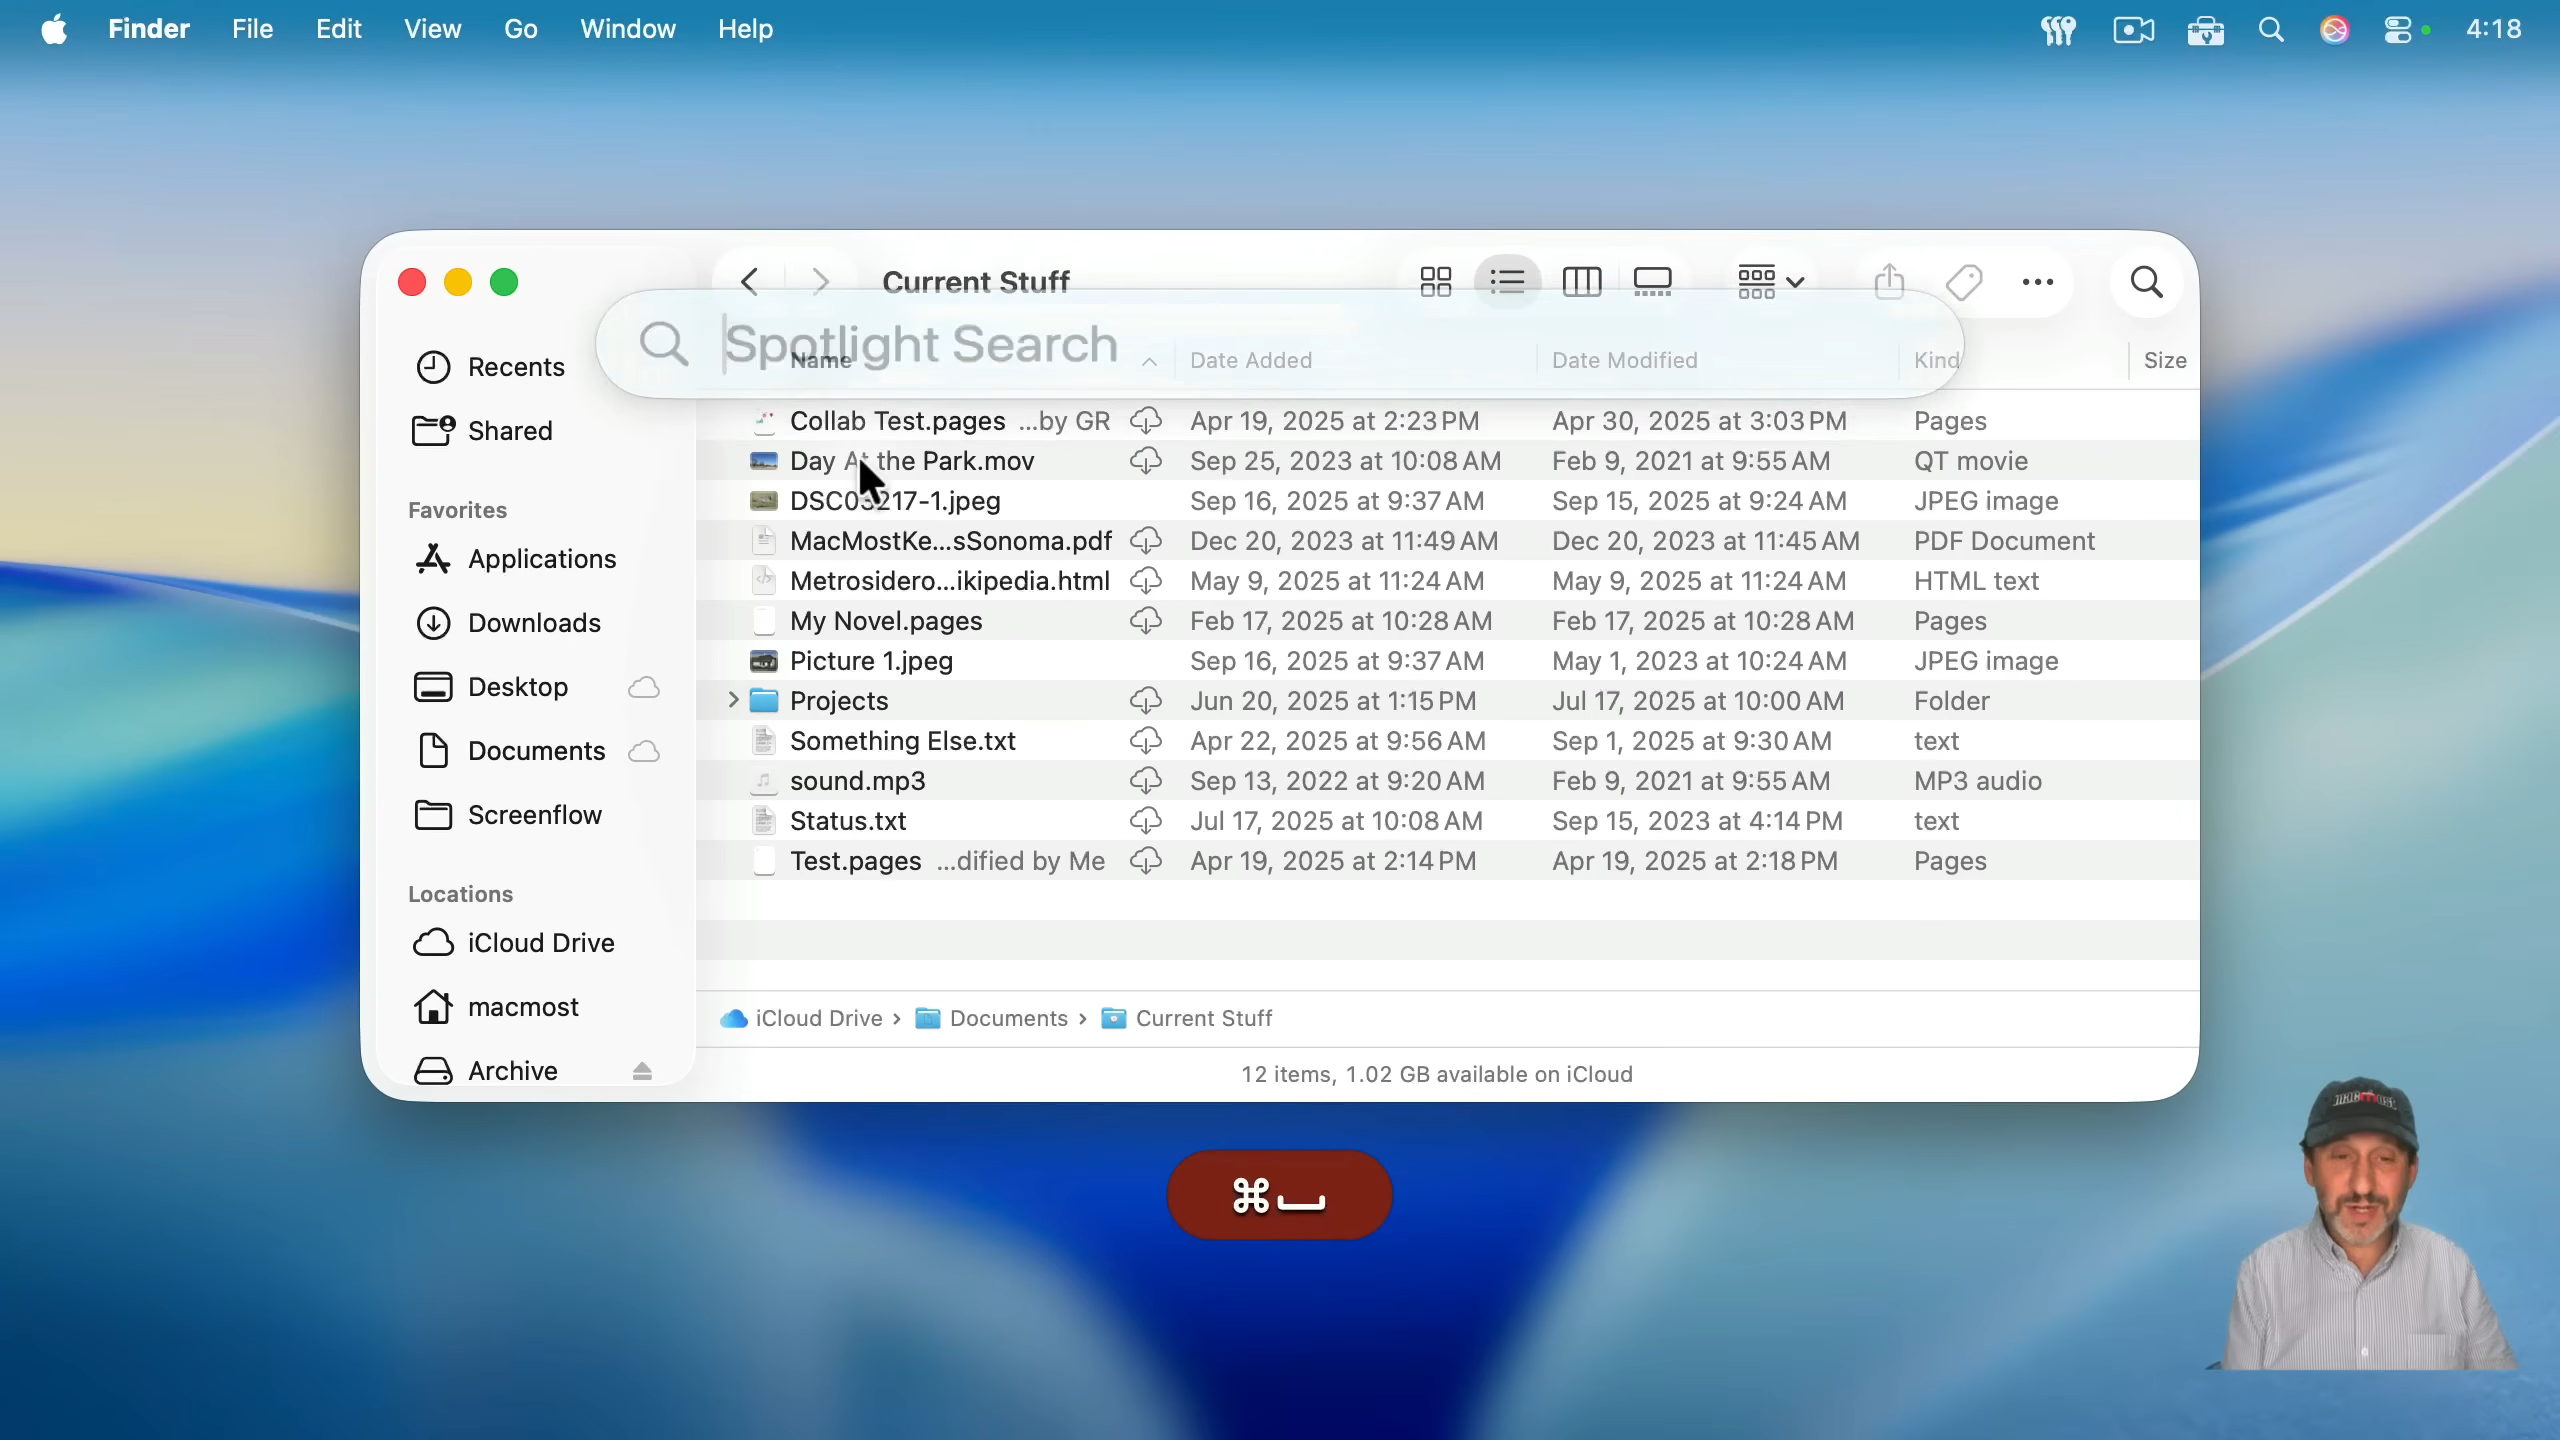 Finder File Edit View Go Window Help 4:18
Current Stuff
Spotlight Search
Name Date Added Date Modified Kind Size
Recents
Shared
Favorites
Applications
Downloads
Desktop
Documents
Screenflow
Locations
iCloud Drive
macmost
Archive
Collab Test.pages ...by GR Apr 19, 2025 at 2:23 PM Apr 30, 2025 at 3:03 PM Pages
Day At the Park.mov Sep 25, 2023 at 10:08 AM Feb 9, 2021 at 9:55 AM QT movie
DSC03217-1.jpeg Sep 16, 2025 at 9:37 AM Sep 15, 2025 at 9:24 AM JPEG image
MacMostKe...sSonoma.pdf Dec 20, 2023 at 11:49 AM Dec 20, 2023 at 11:45 AM PDF Document
Metrosidero...ikipedia.html May 9, 2025 at 11:24 AM May 9, 2025 at 11:24 AM HTML text
My Novel.pages Feb 17, 2025 at 10:28 AM Feb 17, 2025 at 10:28 AM Pages
Picture 1.jpeg Sep 16, 2025 at 9:37 AM May 1, 2023 at 10:24 AM JPEG image
Projects Jun 20, 2025 at 1:15 PM Jul 17, 2025 at 10:00 AM Folder
Something Else.txt Apr 22, 2025 at 9:56 AM Sep 1, 2025 at 9:30 AM text
sound.mp3 Sep 13, 2022 at 9:20 AM Feb 9, 2021 at 9:55 AM MP3 audio
Status.txt Jul 17, 2025 at 10:08 AM Sep 15, 2023 at 4:14 PM text
Test.pages ...dified by Me Apr 19, 2025 at 2:14 PM Apr 19, 2025 at 2:18 PM Pages
iCloud Drive › Documents › Current Stuff
12 items, 1.02 GB available on iCloud
⌘
MACMOST